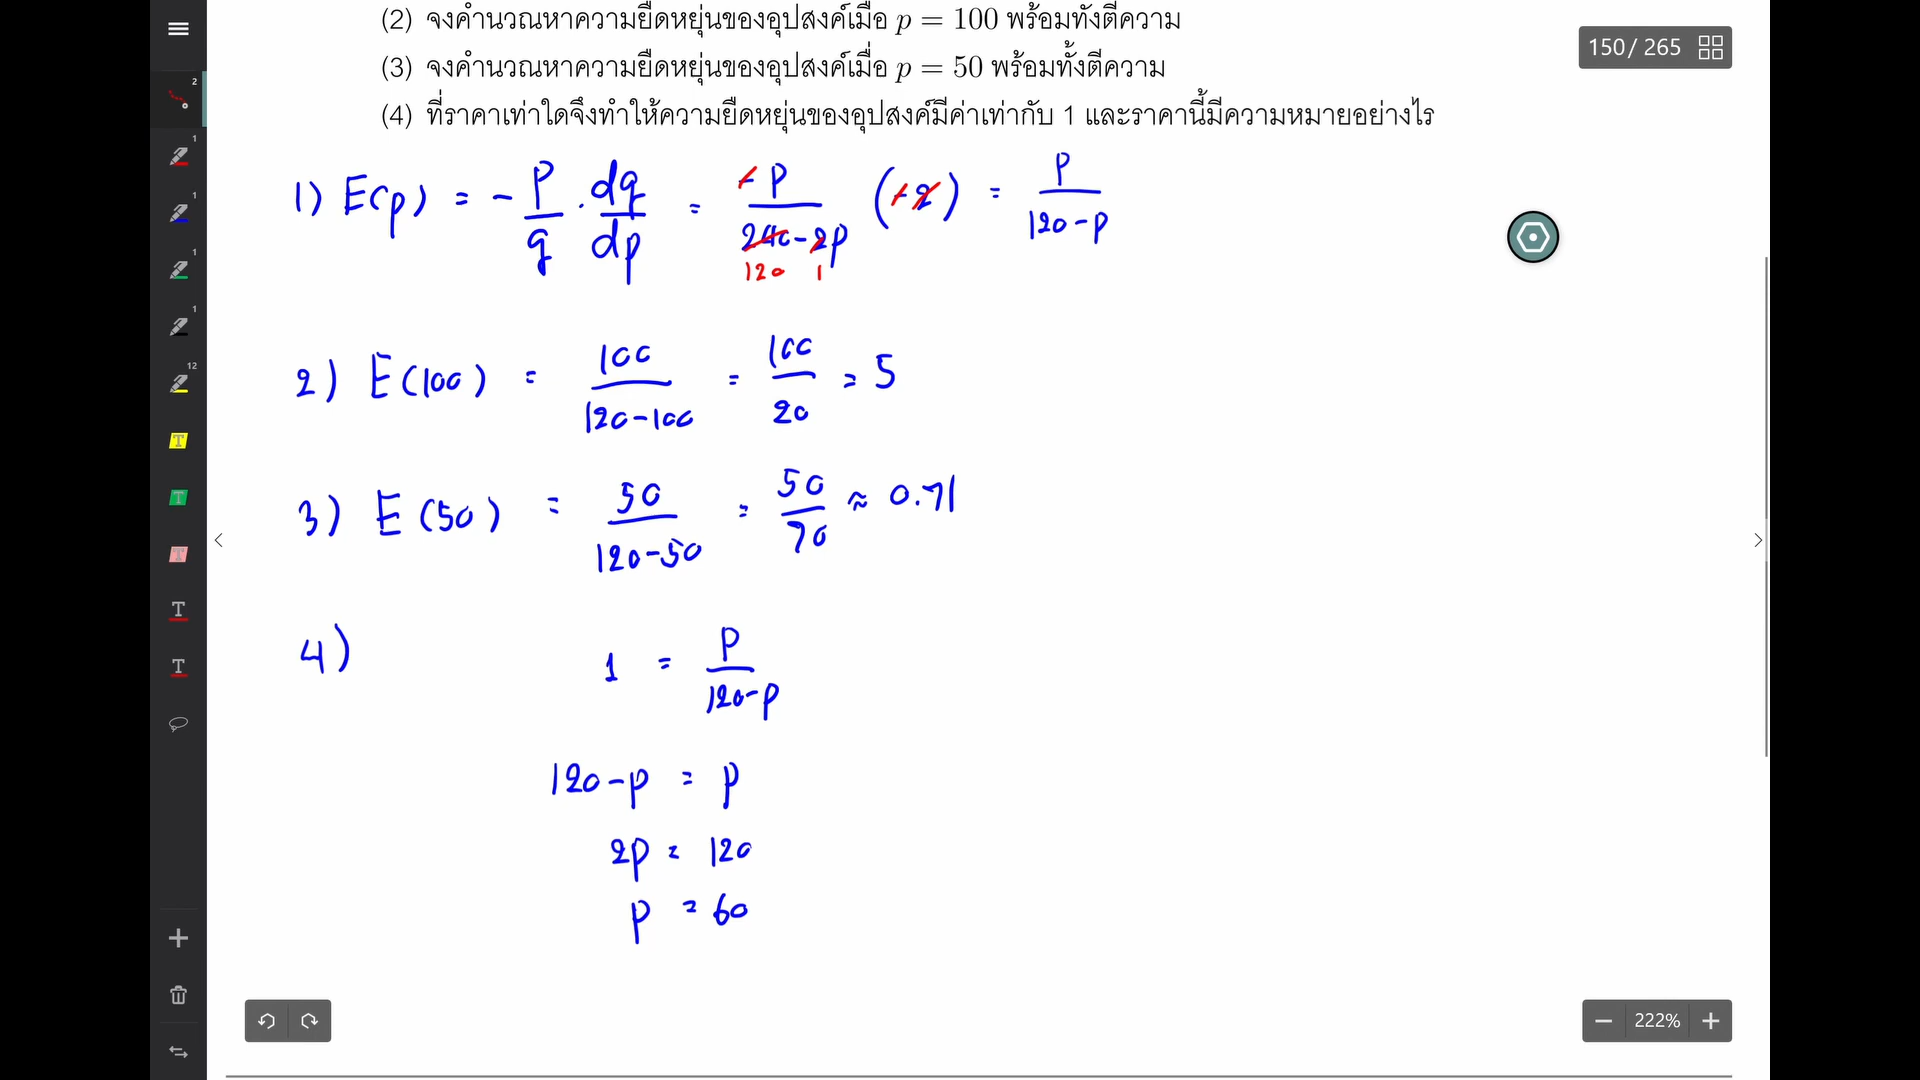 (2) จงคำนวณหาความยืดหยุ่นของอุปสงค์เมื่อ p = 100 พร้อมทั้งตีความ
150/ 265
(3) จงคำนวณหาความยืดหยุ่นของอุปสงค์เมื่อ p = 50 พร้อมทั้งตีความ
(4) ที่ราคาเท่าใดจึงทำให้ความยืดหยุ่นของอุปสงค์มีค่าเท่ากับ 1 และราคานี้มีความหมายอย่างไร
1) E(p) = - p/q · dq/dp = -p/(240-2p) (-2) = p/(120-p)
120 1
2) E(100) = 100/(120-100) = 100/20 = 5
3) E(50) = 50/(120-50) = 50/70 ≈ 0.71
4) 1 = p/(120-p)
120-p = p
2p = 120
p = 60
222%